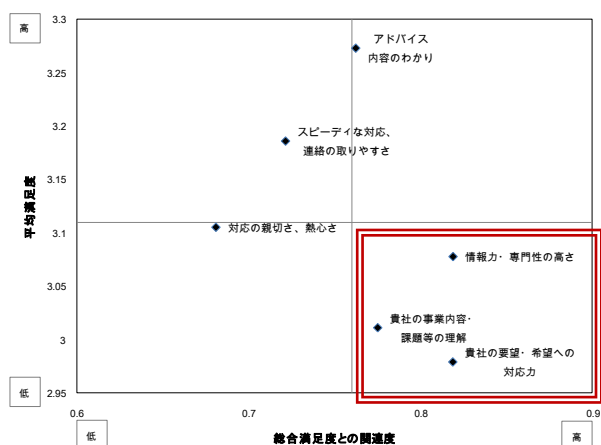 高
3.3
3.25
3.2
3.15
3.1
3.05
3
2.95
低
平均満足度
アドバイス
内容のわかり
スピーディな対応、
連絡の取りやすさ
対応の親切さ、熱心さ
情報力・専門性の高さ
貴社の事業内容・
課題等の理解
貴社の要望・希望への
対応力
0.6
0.7
0.8
0.9
低
総合満足度との関連度
高